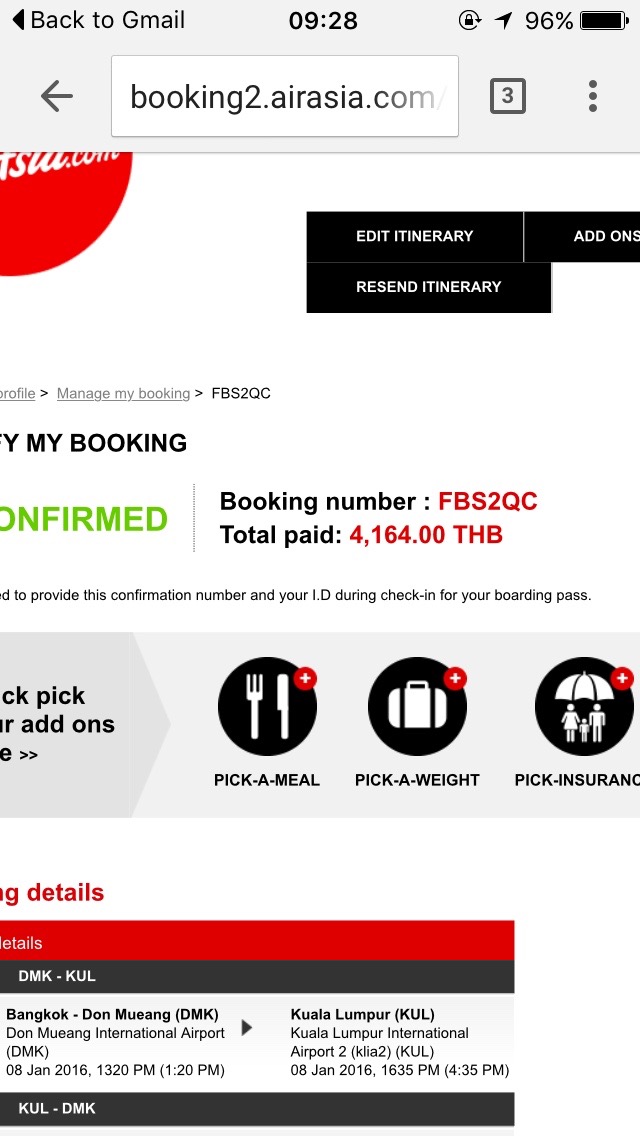 Back to Gmail 09:28 96%
booking2.airasia.com/
3
Asia.com
EDIT ITINERARY ADD ONS
RESEND ITINERARY
profile > Manage my booking > FBS2QC
FY MY BOOKING
ONFIRMED
Booking number : FBS2QC
Total paid: 4,164.00 THB
ed to provide this confirmation number and your I.D during check-in for your boarding pass.
ck pick
ur add ons
e >>
PICK-A-MEAL PICK-A-WEIGHT PICK-INSURANC
ng details
details
DMK - KUL
Bangkok - Don Mueang (DMK)
Don Mueang International Airport
(DMK)
08 Jan 2016, 1320 PM (1:20 PM)
Kuala Lumpur (KUL)
Kuala Lumpur International
Airport 2 (klia2) (KUL)
08 Jan 2016, 1635 PM (4:35 PM)
KUL - DMK